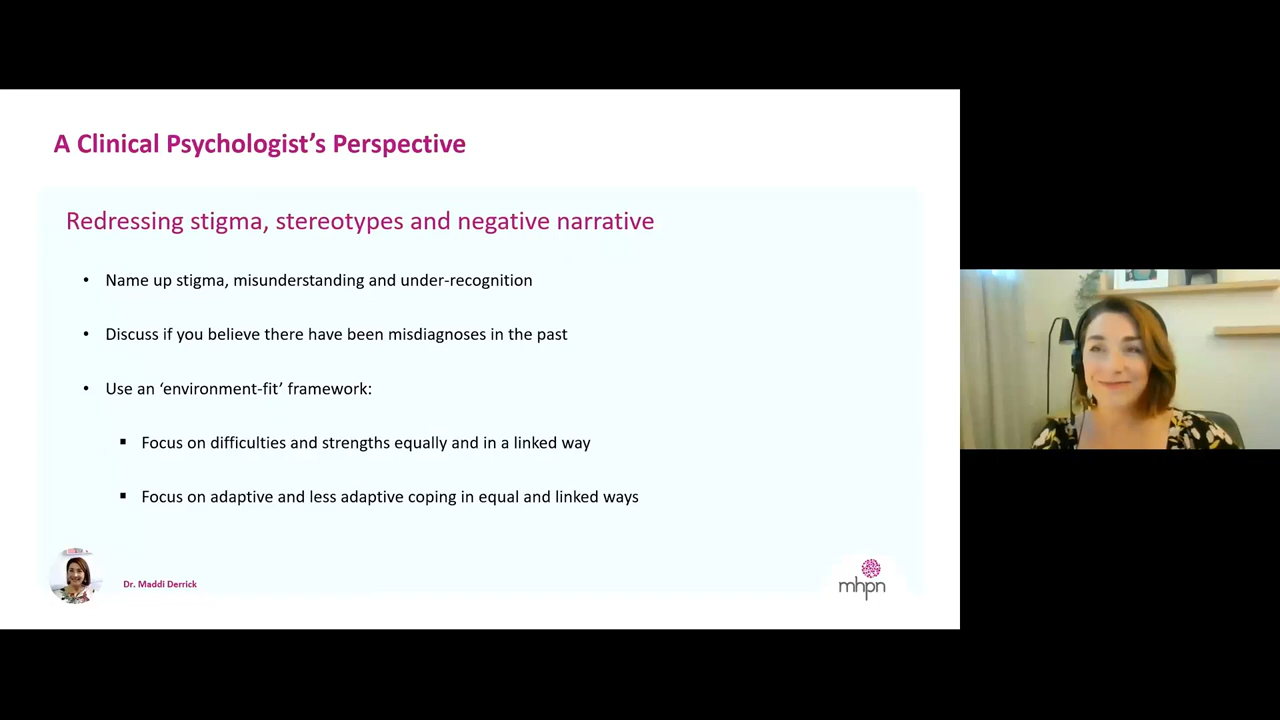 A Clinical Psychologist’s Perspective
Redressing stigma, stereotypes and negative narrative
• Name up stigma, misunderstanding and under-recognition
• Discuss if you believe there have been misdiagnoses in the past
• Use an ‘environment-fit’ framework:
▪ Focus on difficulties and strengths equally and in a linked way
▪ Focus on adaptive and less adaptive coping in equal and linked ways
Dr. Maddi Derrick
mhpn